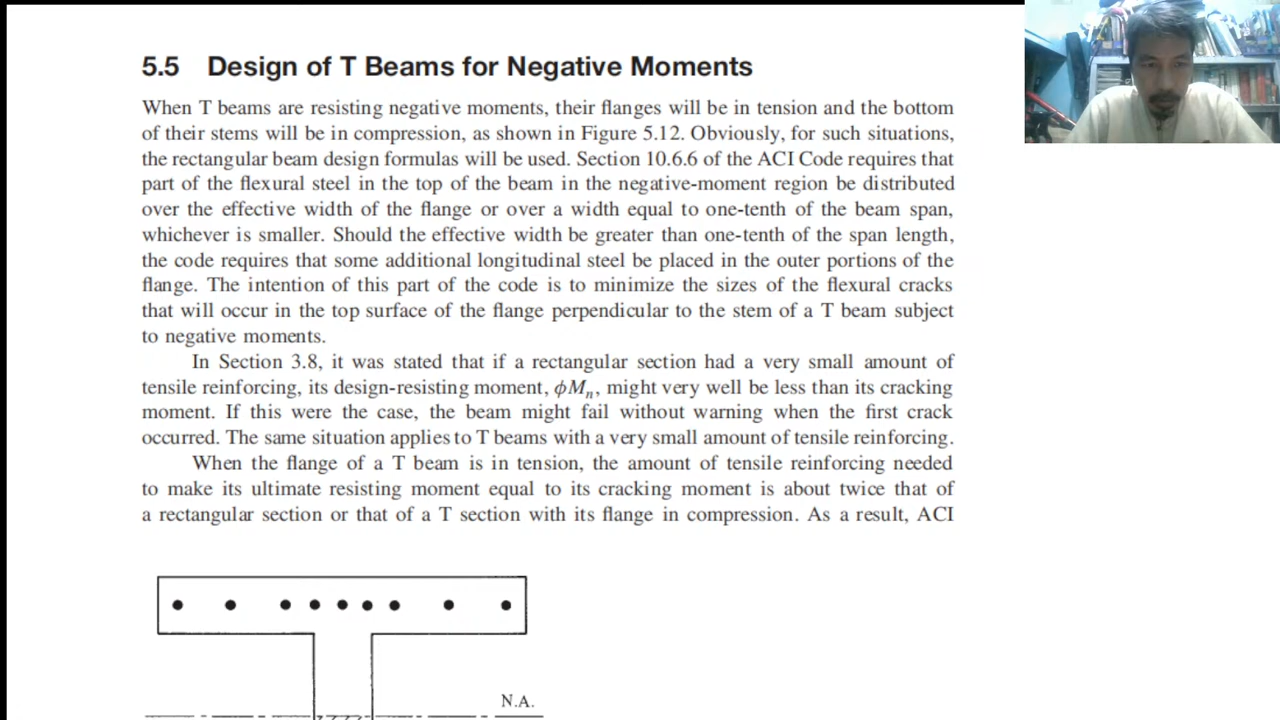 5.5 Design of T Beams for Negative Moments
When T beams are resisting negative moments, their flanges will be in tension and the bottom
of their stems will be in compression, as shown in Figure 5.12. Obviously, for such situations,
the rectangular beam design formulas will be used. Section 10.6.6 of the ACI Code requires that
part of the flexural steel in the top of the beam in the negative-moment region be distributed
over the effective width of the flange or over a width equal to one-tenth of the beam span,
whichever is smaller. Should the effective width be greater than one-tenth of the span length,
the code requires that some additional longitudinal steel be placed in the outer portions of the
flange. The intention of this part of the code is to minimize the sizes of the flexural cracks
that will occur in the top surface of the flange perpendicular to the stem of a T beam subject
to negative moments.
In Section 3.8, it was stated that if a rectangular section had a very small amount of
tensile reinforcing, its design-resisting moment, ϕMₙ, might very well be less than its cracking
moment. If this were the case, the beam might fail without warning when the first crack
occurred. The same situation applies to T beams with a very small amount of tensile reinforcing.
When the flange of a T beam is in tension, the amount of tensile reinforcing needed
to make its ultimate resisting moment equal to its cracking moment is about twice that of
a rectangular section or that of a T section with its flange in compression. As a result, ACI
N.A.